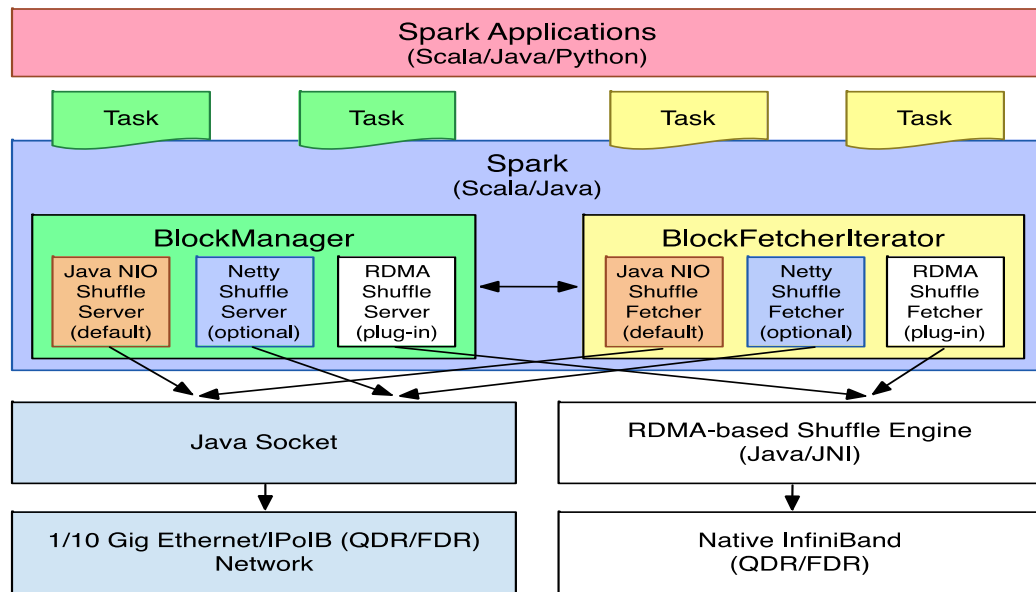 Spark Applications
(Scala/Java/Python)
Task
Task
Task
Task
Spark
(Scala/Java)
BlockManager
Java NIO
Shuffle
Server
(default)
Netty
Shuffle
Server
(optional)
RDMA
Shuffle
Server
(plug-in)
BlockFetcherIterator
Java NIO
Shuffle
Fetcher
(default)
Netty
Shuffle
Fetcher
(optional)
RDMA
Shuffle
Fetcher
(plug-in)
Java Socket
RDMA-based Shuffle Engine
(Java/JNI)
1/10 Gig Ethernet/IPoIB (QDR/FDR)
Network
Native InfiniBand
(QDR/FDR)